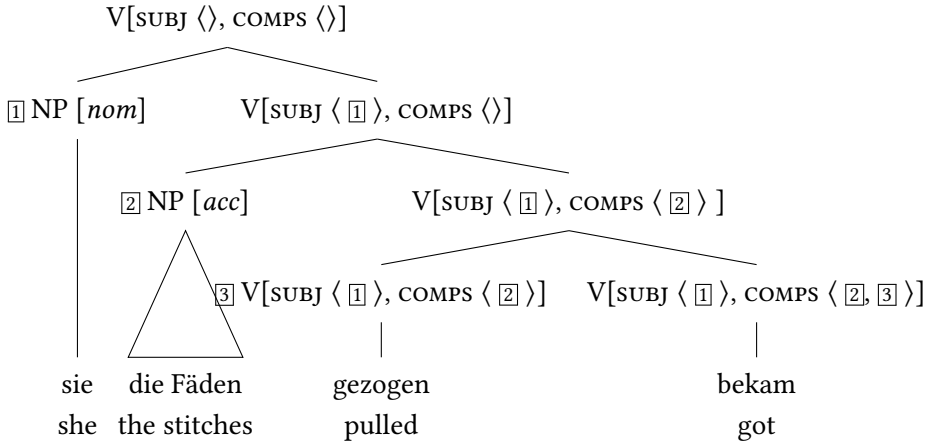 V[SUBJ ⟨⟩, COMPS ⟨⟩]
1 NP [nom] V[SUBJ ⟨ 1 ⟩, COMPS ⟨⟩]
2 NP [acc] V[SUBJ ⟨ 1 ⟩, COMPS ⟨ 2 ⟩ ]
3 V[SUBJ ⟨ 1 ⟩, COMPS ⟨ 2 ⟩] V[SUBJ ⟨ 1 ⟩, COMPS ⟨ 2, 3 ⟩]
sie die Fäden gezogen bekam
she the stitches pulled got